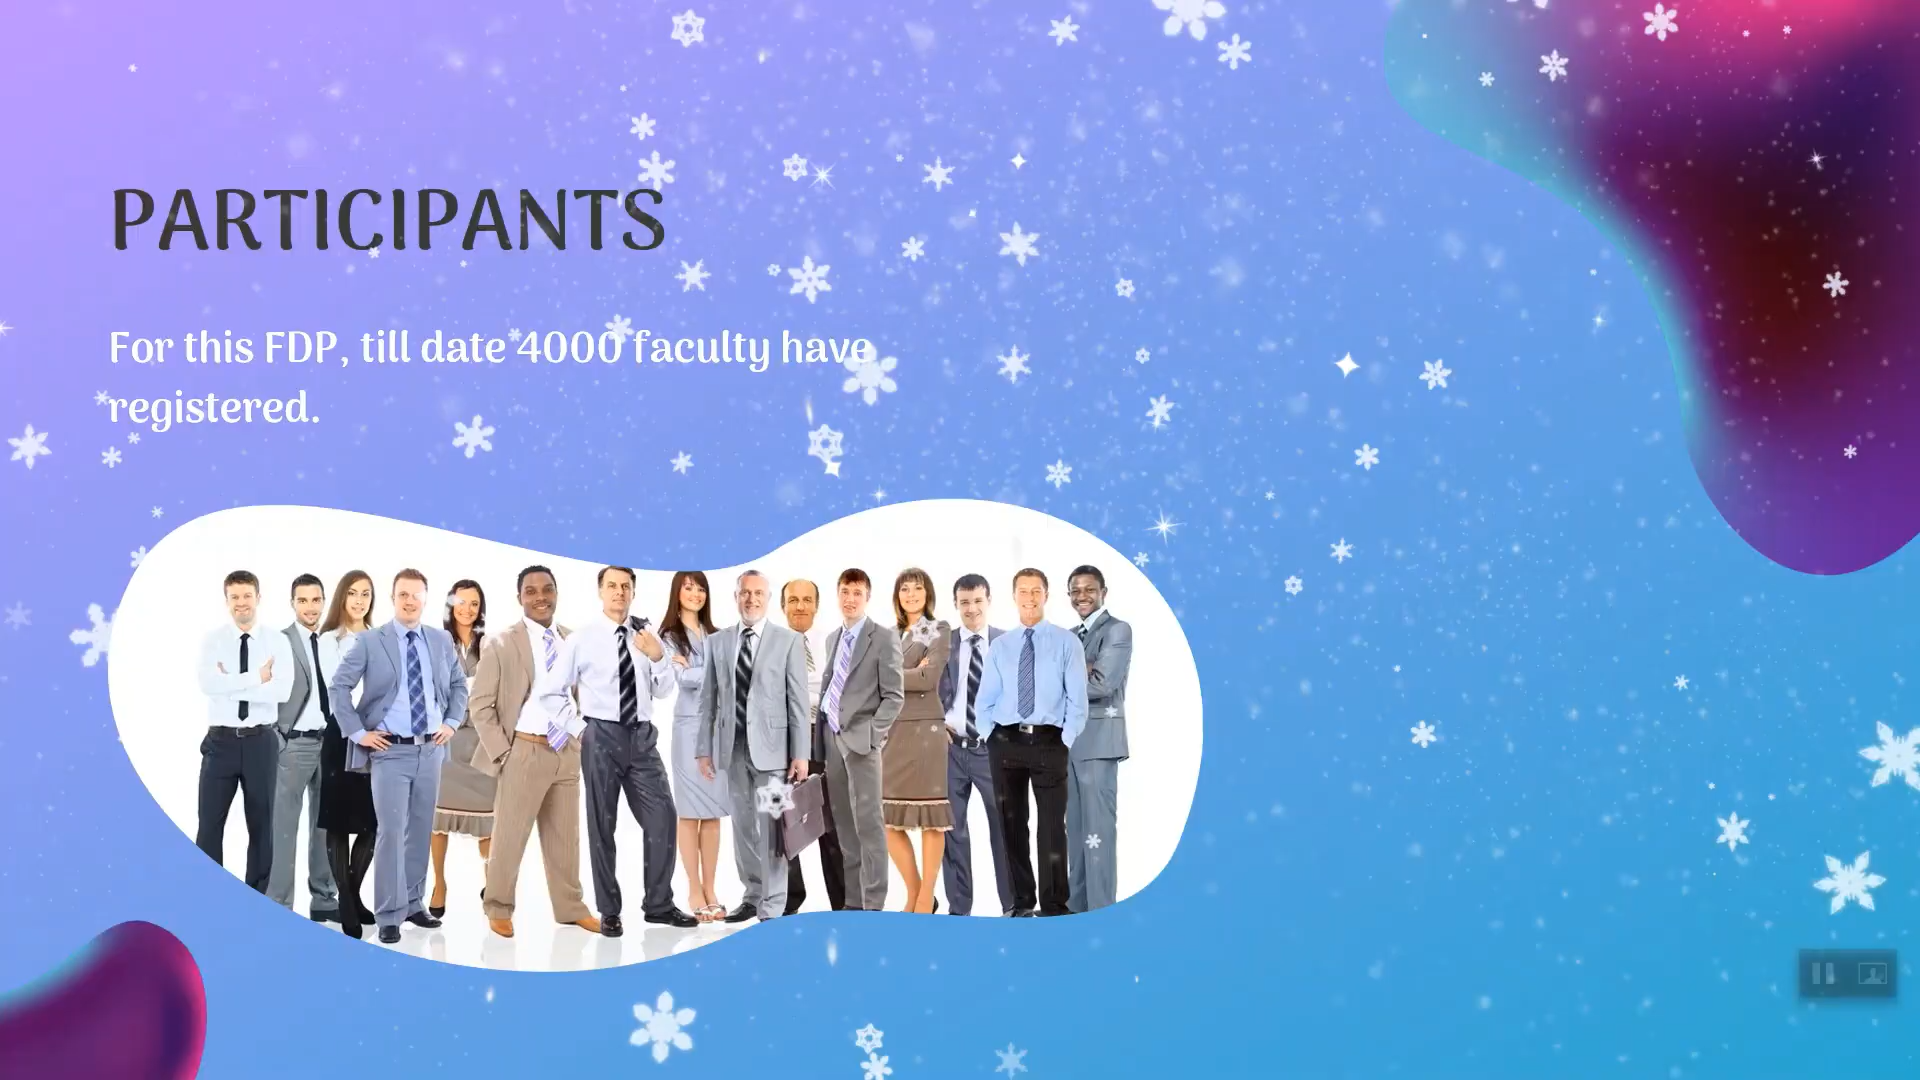 PARTICIPANTS
For this FDP, till date 4000 faculty have
registered.